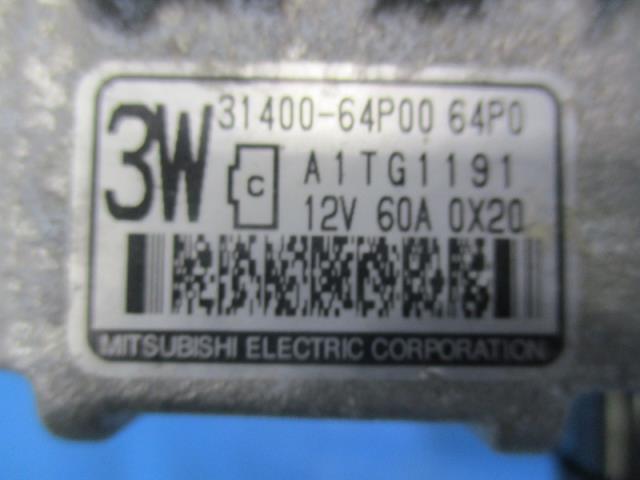 3W 31400-64P00 64P0
C A1TG1191
12V 60A 0X20
MITSUBISHI ELECTRIC CORPORATION